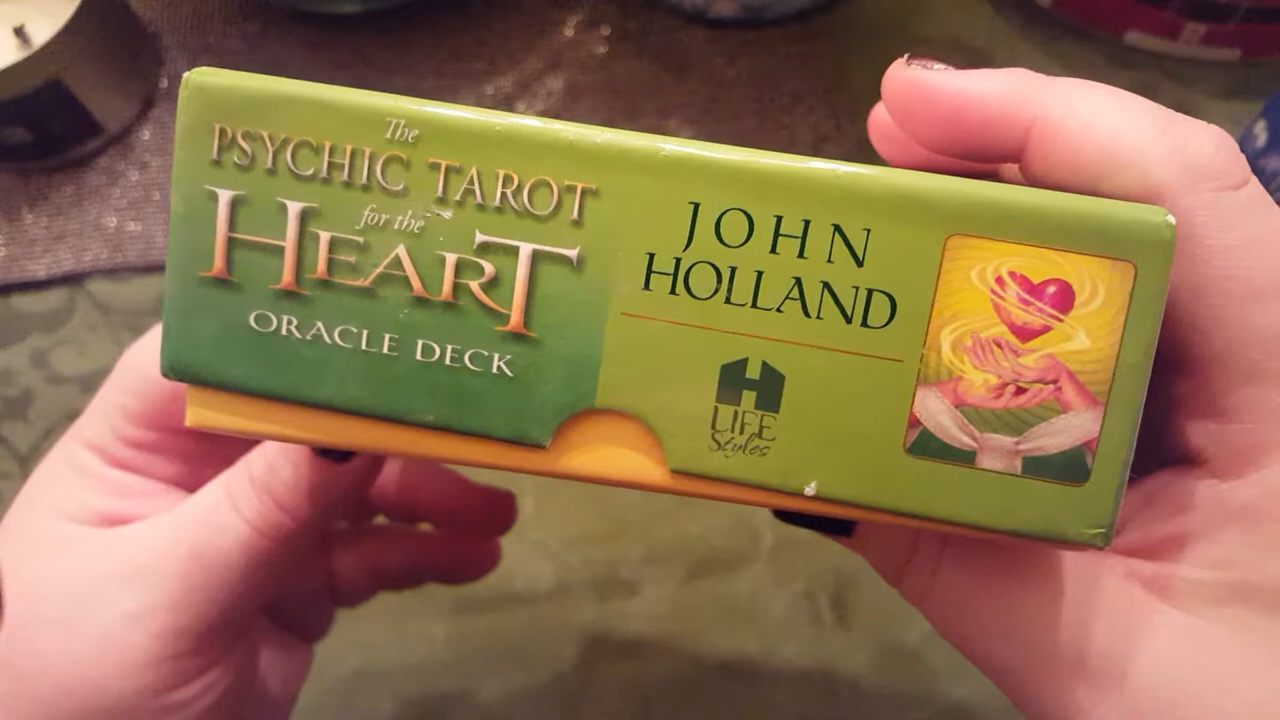 The
PSYCHIC TAROT
for the
HEART
ORACLE DECK
JOHN
HOLLAND
H
LIFE
Styles